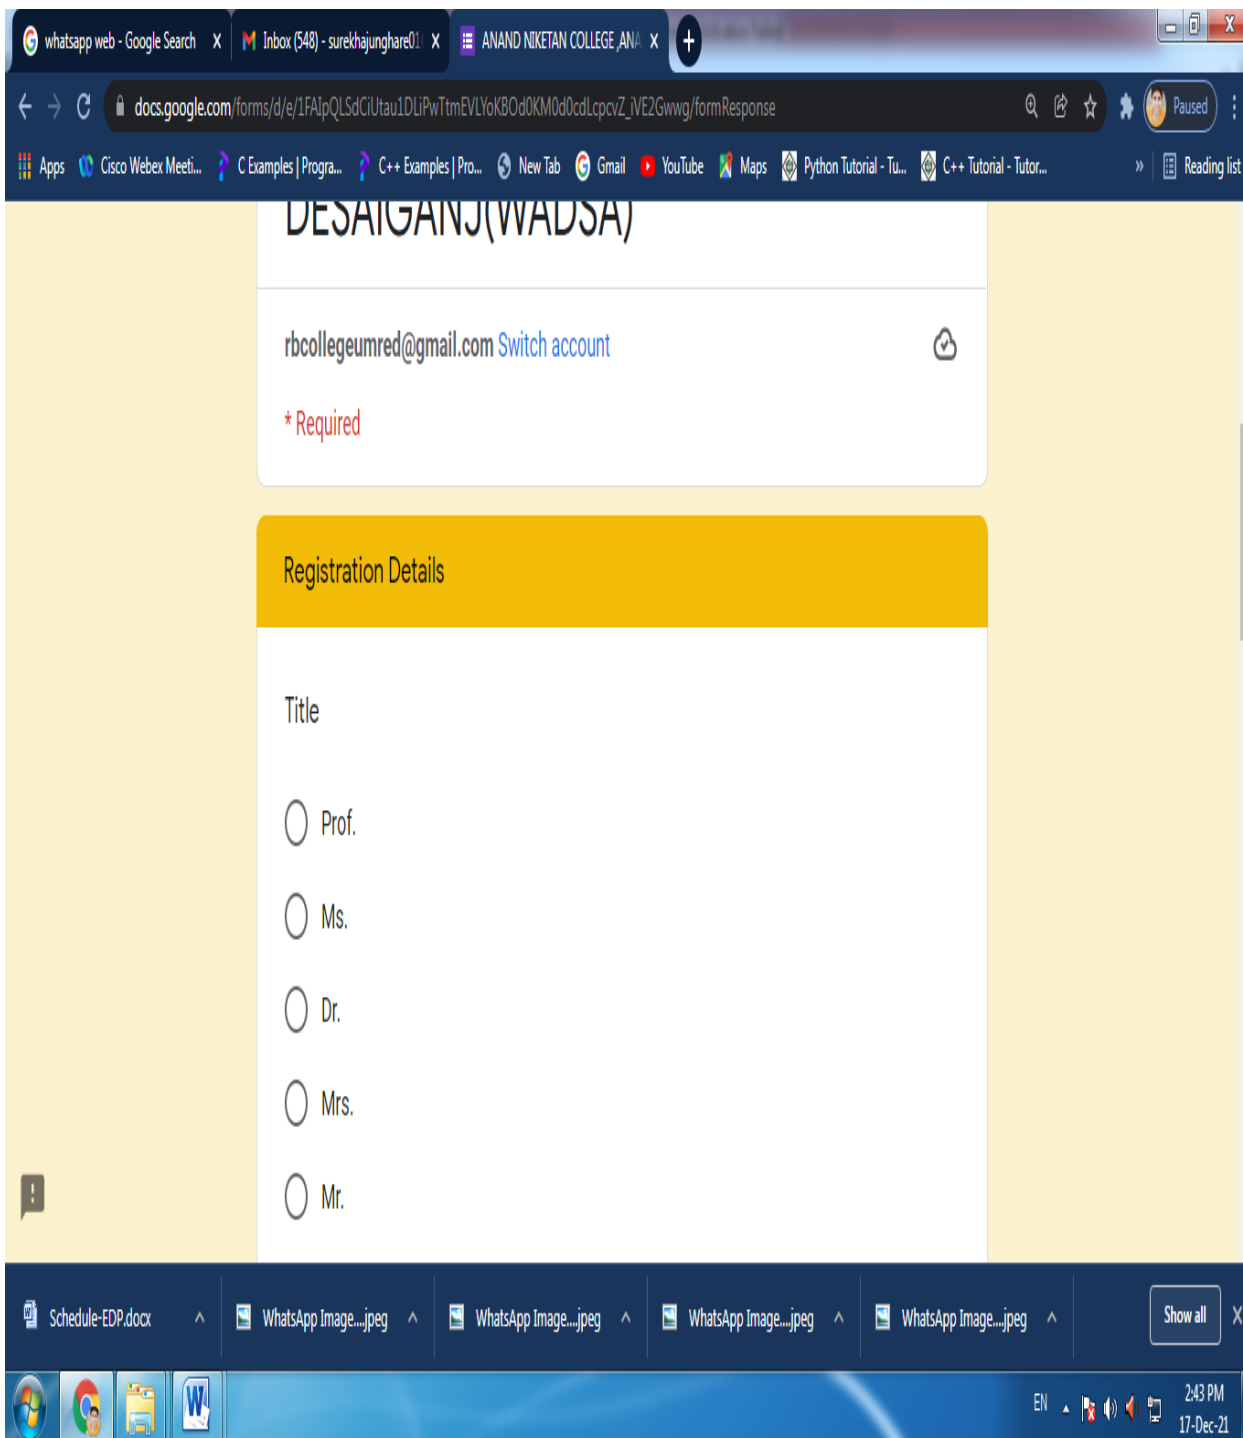 whatsapp web - Google Search
Inbox (548) - surekhajunghare01
ANAND NIKETAN COLLEGE ,ANA
docs.google.com/forms/d/e/1FAIpQLSdCiUtau1DLiPwTtmEVLYoKBOd0KM0d0cdLcpcvZ_iVE2Gwwg/formResponse
Paused
Apps
Cisco Webex Meeti...
C Examples | Progra...
C++ Examples | Pro...
New Tab
Gmail
YouTube
Maps
Python Tutorial - Tu...
C++ Tutorial - Tutor...
»
Reading list
DESAIGANJ(WADSA)
rbcollegeumred@gmail.com Switch account
* Required
Registration Details
Title
Prof.
Ms.
Dr.
Mrs.
Mr.
Schedule-EDP.docx
WhatsApp Image....jpeg
WhatsApp Image....jpeg
WhatsApp Image....jpeg
WhatsApp Image....jpeg
Show all
EN
2:43 PM
17-Dec-21